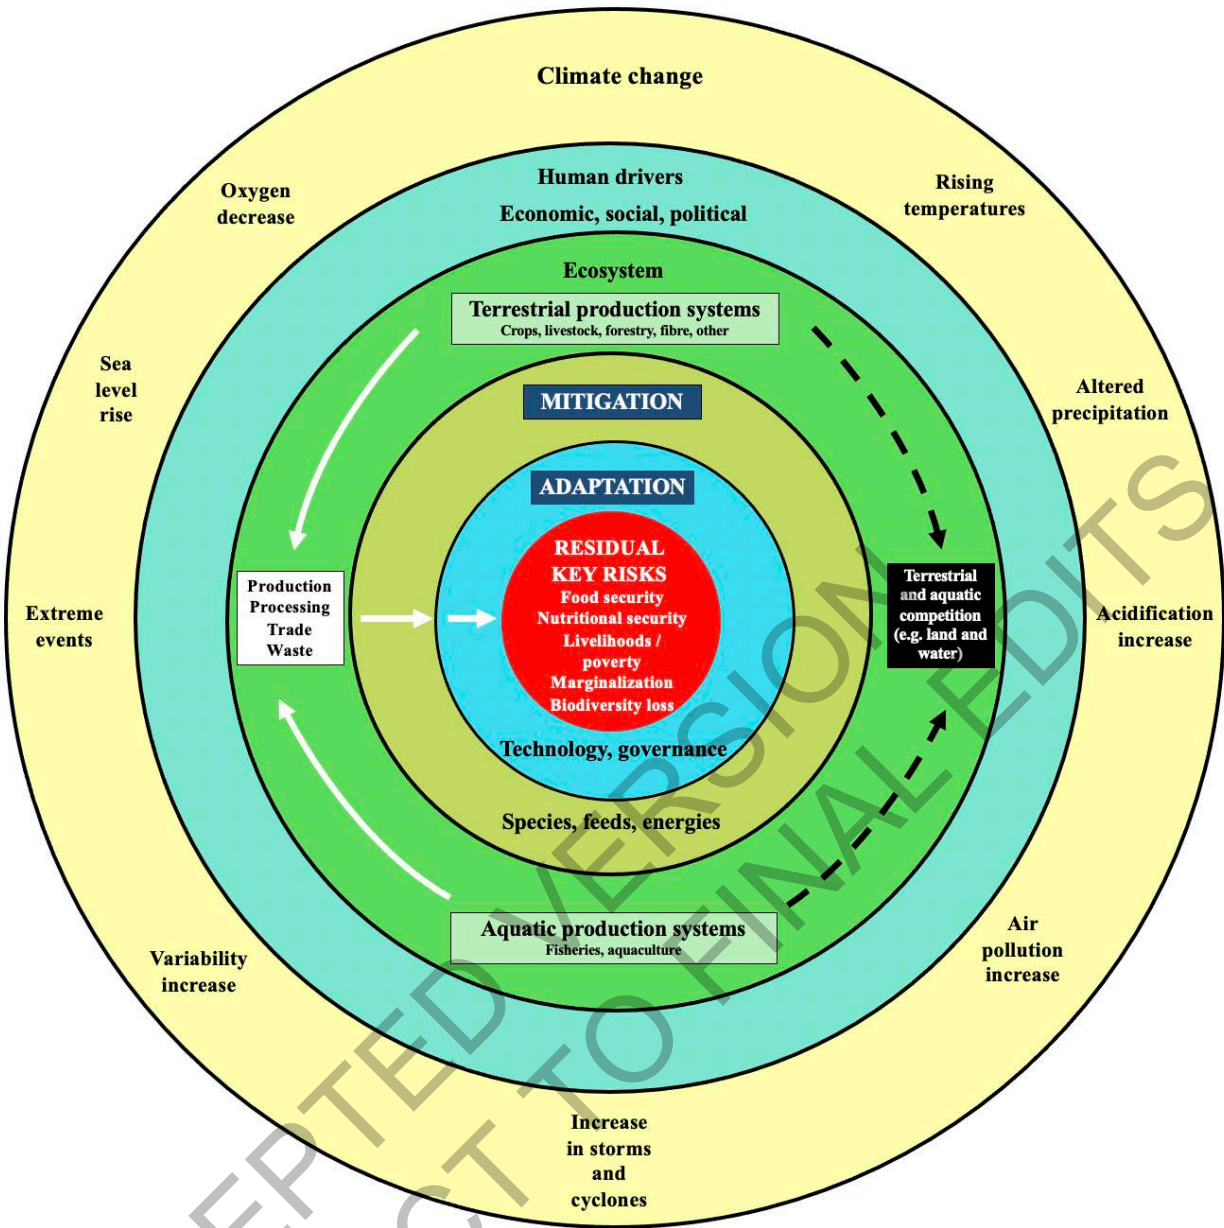 Climate change
Human drivers
Economic, social, political
Ecosystem
Terrestrial production systems
Crops, livestock, forestry, fibre, other
MITIGATION
ADAPTATION
RESIDUAL
KEY RISKS
Food security
Nutritional security
Livelihoods /
poverty
Marginalization
Biodiversity loss
Technology, governance
Species, feeds, energies
Aquatic production systems
Fisheries, aquaculture
Production
Processing
Trade
Waste
Terrestrial
and aquatic
competition
(e.g. land and
water)
Rising
temperatures
Altered
precipitation
Acidification
increase
Air
pollution
increase
Increase
in storms
and
cyclones
Variability
increase
Extreme
events
Sea
level
rise
Oxygen
decrease
VERSION
TO FINAL EDITS